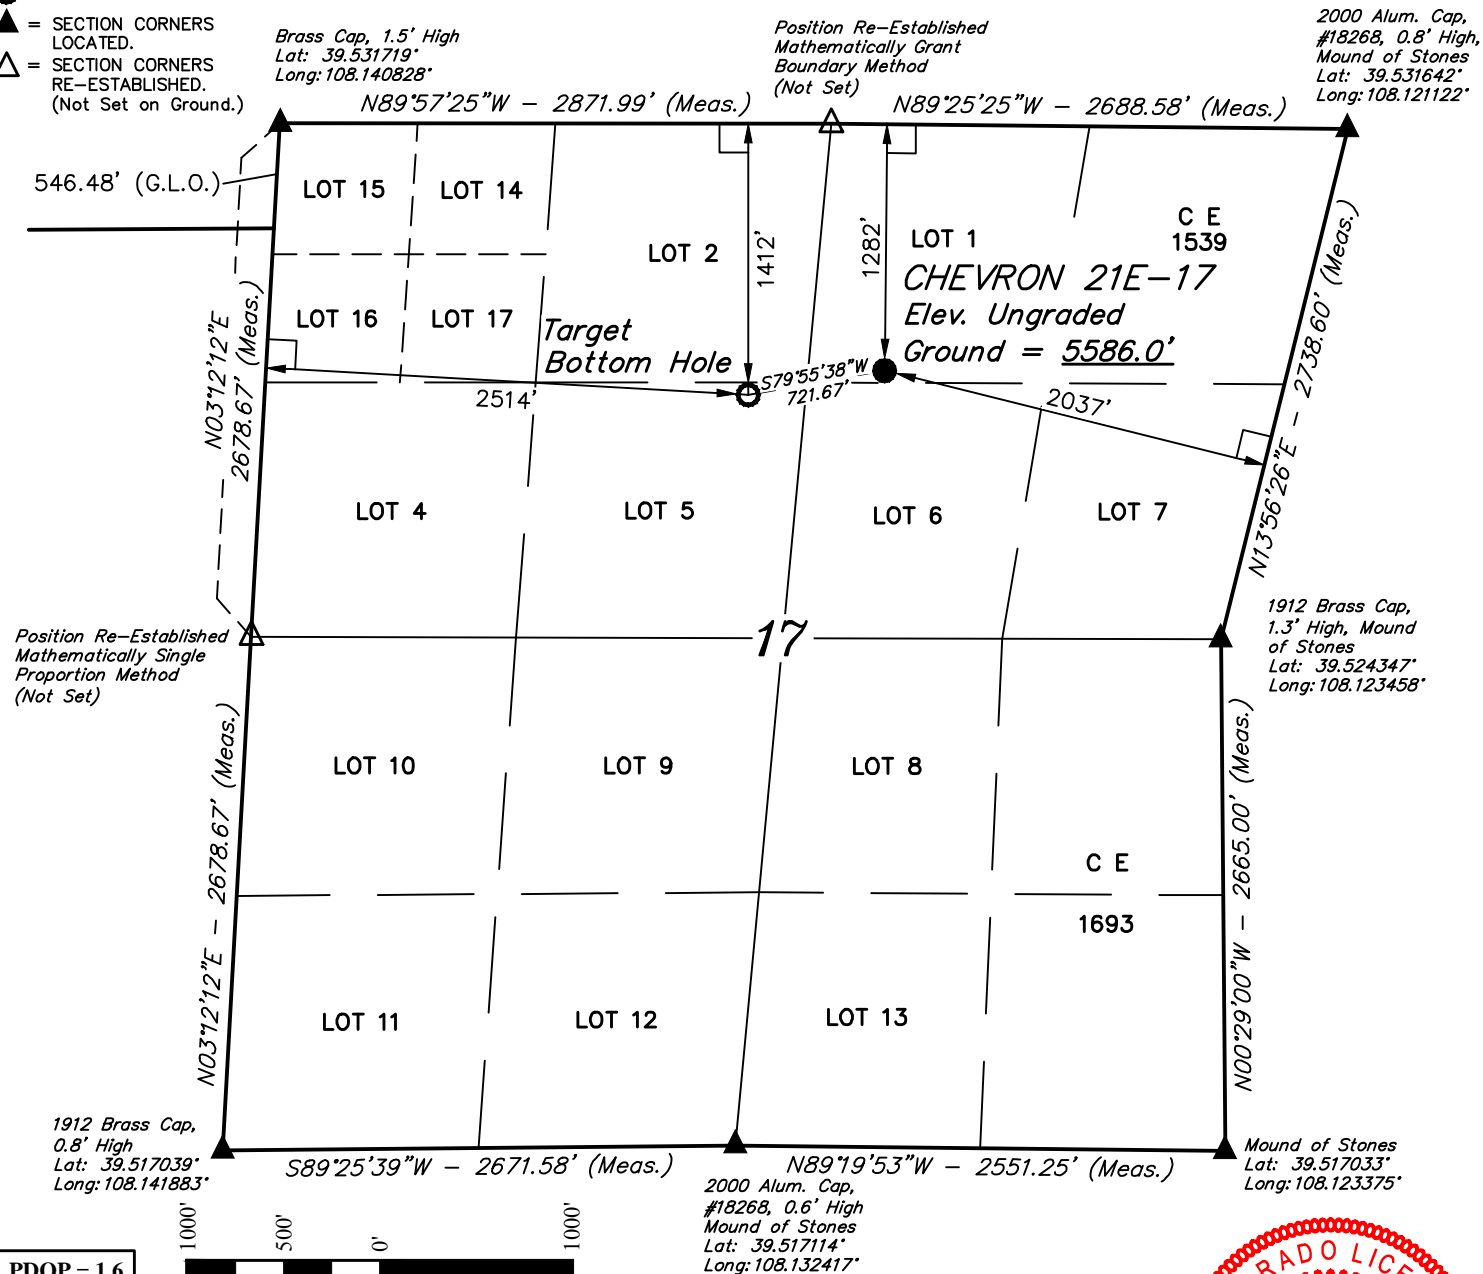 = SECTION CORNERS
LOCATED.
= SECTION CORNERS
RE-ESTABLISHED.
(Not Set on Ground.)
Brass Cap, 1.5' High
Lat: 39.531719°
Long: 108.140828°
Position Re-Established
Mathematically Grant
Boundary Method
(Not Set)
2000 Alum. Cap,
#18268, 0.8' High,
Mound of Stones
Lat: 39.531642°
Long: 108.121122°
N89°57'25"W - 2871.99' (Meas.)
N89°25'25"W - 2688.58' (Meas.)
546.48' (G.L.O.)
LOT 15
LOT 14
LOT 2
1412'
1282'
LOT 1
C E
1539
CHEVRON 21E-17
Elev. Ungraded
Ground = 5586.0'
LOT 16
LOT 17
Target
Bottom Hole
S79°55'38"W
721.67'
2514'
2037'
N03°12'12"E
2678.67' (Meas.)
N13°56'26"E - 2738.60' (Meas.)
LOT 4
LOT 5
LOT 6
LOT 7
Position Re-Established
Mathematically Single
Proportion Method
(Not Set)
17
1912 Brass Cap,
1.3' High, Mound
of Stones
Lat: 39.524347°
Long: 108.123458°
LOT 10
LOT 9
LOT 8
N03°12'12"E - 2678.67' (Meas.)
N00°29'00"W - 2665.00' (Meas.)
C E
1693
LOT 11
LOT 12
LOT 13
1912 Brass Cap,
0.8' High
Lat: 39.517039°
Long: 108.141883°
S89°25'39"W - 2671.58' (Meas.)
N89°19'53"W - 2551.25' (Meas.)
Mound of Stones
Lat: 39.517033°
Long: 108.123375°
2000 Alum. Cap,
#18268, 0.6' High
Mound of Stones
Lat: 39.517114°
Long: 108.132417°
1000'
500'
0'
1000'
PDOP = 1.6
RADO LICE